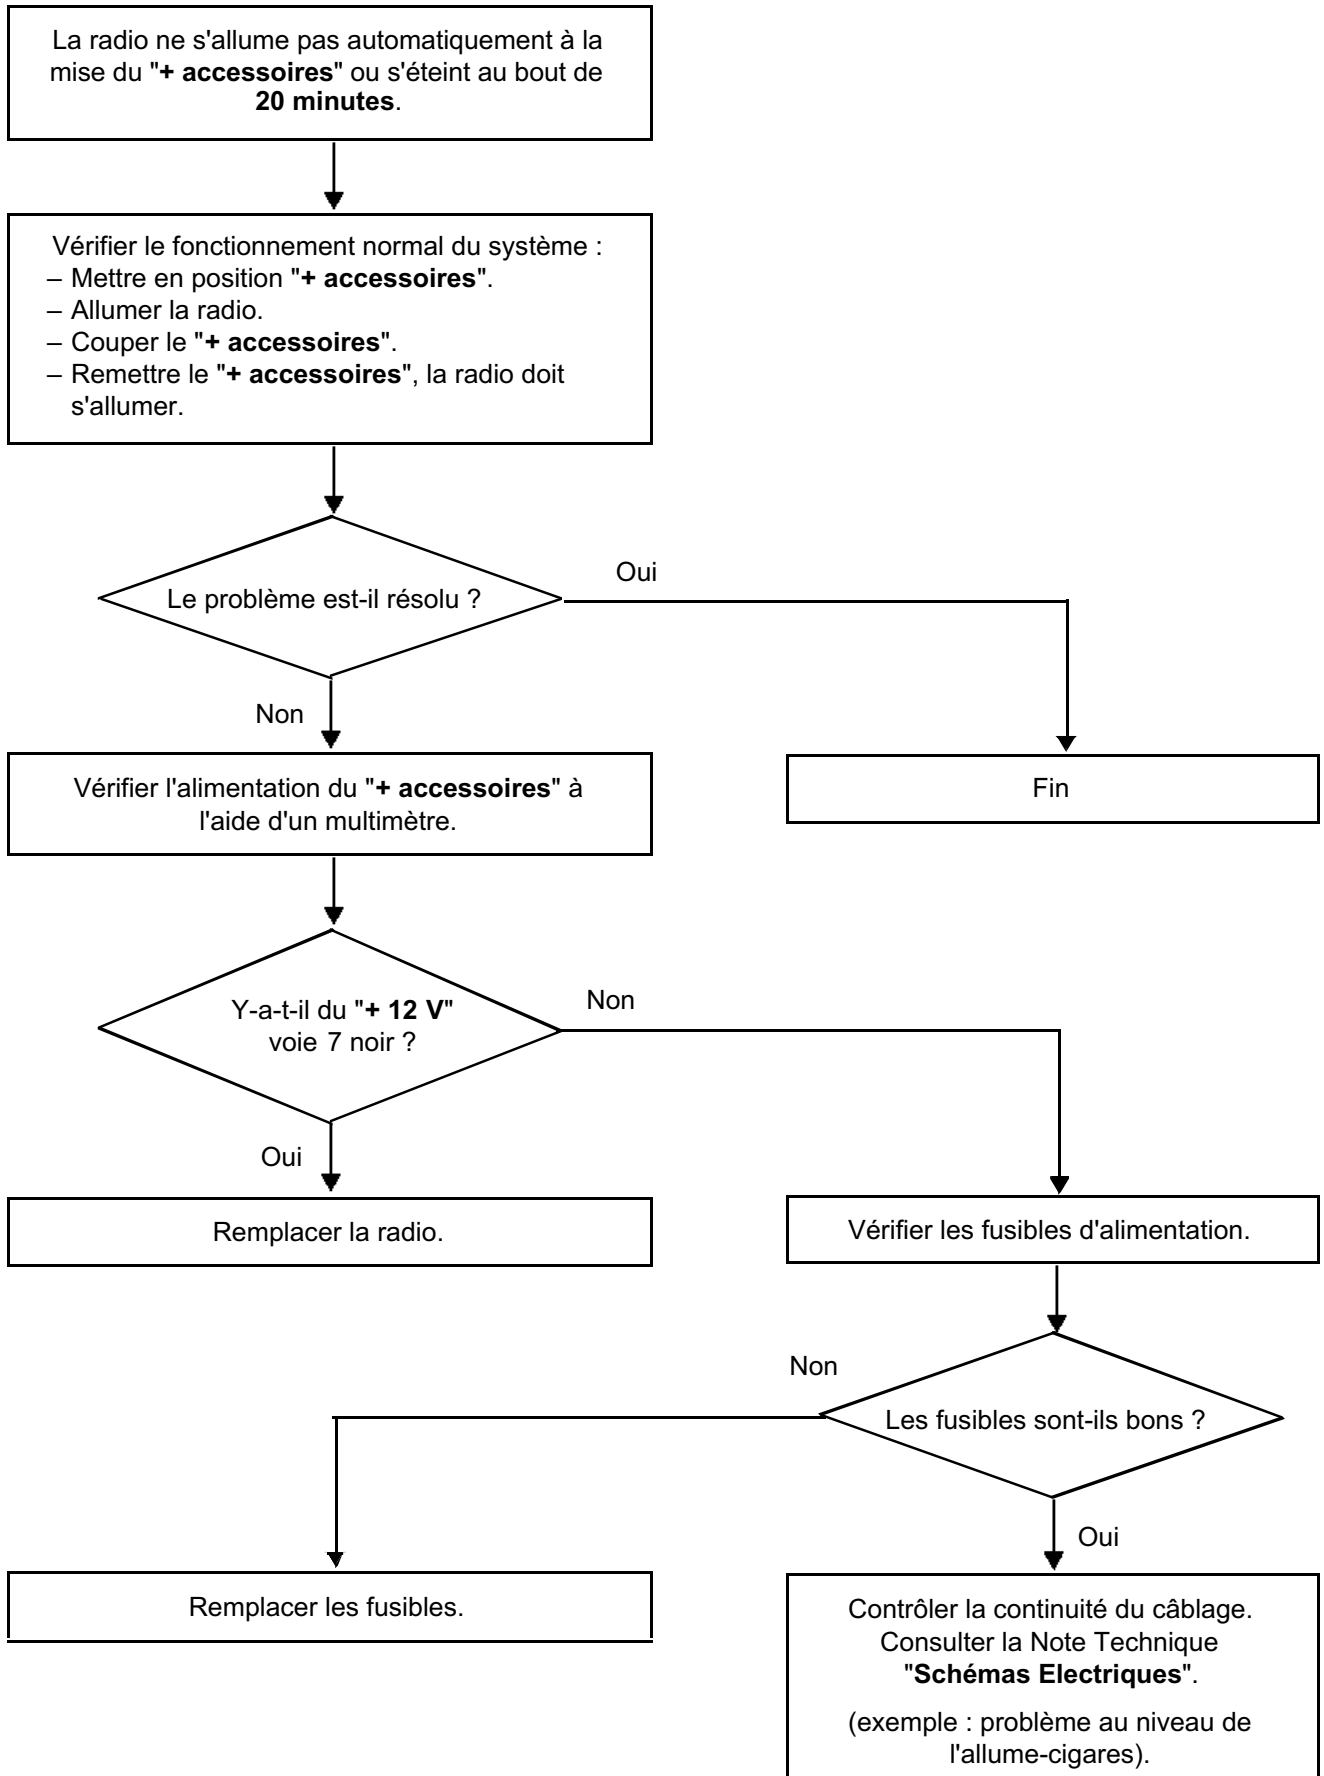 La radio ne s'allume pas automatiquement à la
mise du "+ accessoires" ou s'éteint au bout de
20 minutes.
Vérifier le fonctionnement normal du système :
– Mettre en position "+ accessoires".
– Allumer la radio.
– Couper le "+ accessoires".
– Remettre le "+ accessoires", la radio doit
s'allumer.
Oui
Le problème est-il résolu ?
Non
Vérifier l'alimentation du "+ accessoires" à
l'aide d'un multimètre.
Fin
Y-a-t-il du "+ 12 V"
voie 7 noir ?
Non
Oui
Remplacer la radio.
Vérifier les fusibles d'alimentation.
Non
Les fusibles sont-ils bons ?
Oui
Remplacer les fusibles.
Contrôler la continuité du câblage.
Consulter la Note Technique
"Schémas Electriques".
(exemple : problème au niveau de
l'allume-cigares).